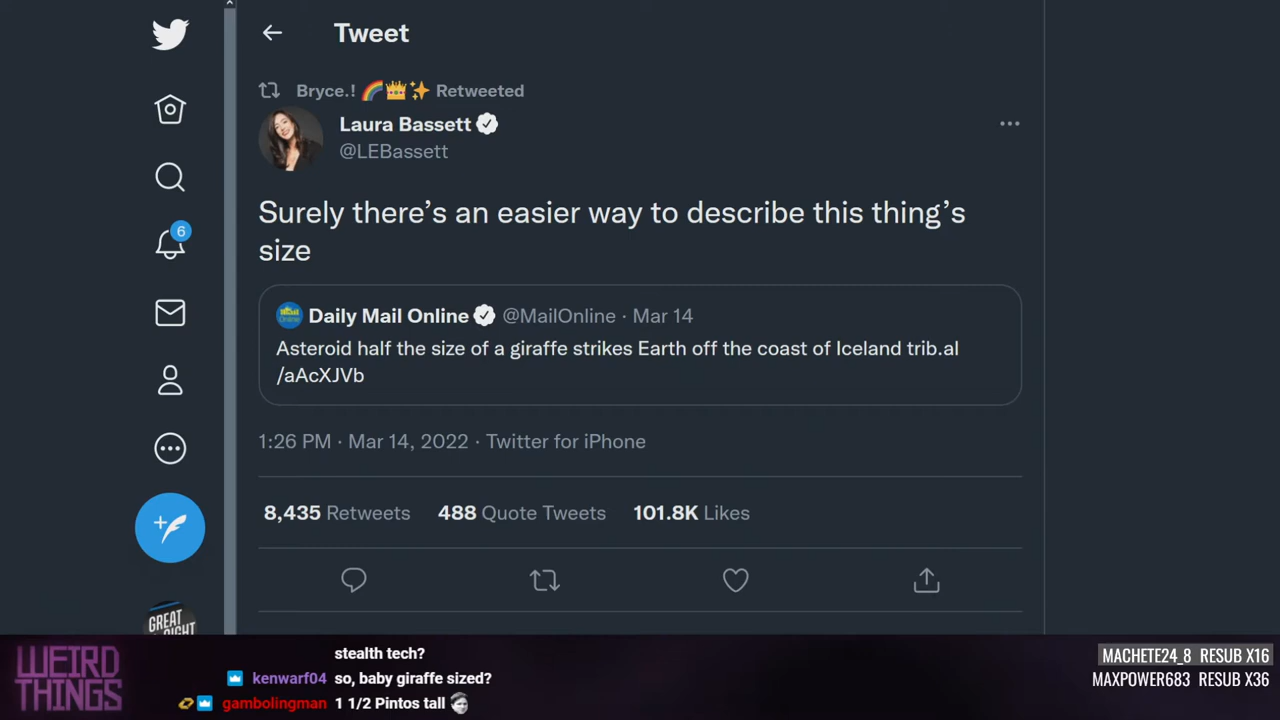 Tweet
Bryce.! 🌈👑✨ Retweeted
Laura Bassett
@LEBassett
Surely there’s an easier way to describe this thing’s
size
Daily Mail Online @MailOnline · Mar 14
Asteroid half the size of a giraffe strikes Earth off the coast of Iceland trib.al
/aAcXJVb
1:26 PM · Mar 14, 2022 · Twitter for iPhone
8,435 Retweets 488 Quote Tweets 101.8K Likes
6
GREAT
WEIRD
THINGS
stealth tech?
kenwarf04 so, baby giraffe sized?
gambolingman 1 1/2 Pintos tall
MACHETE24_8 RESUB X16
MAXPOWER683 RESUB X36